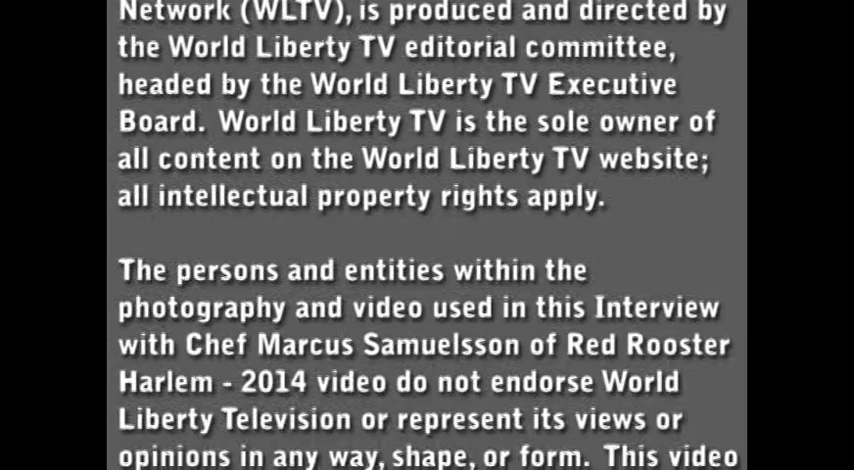 Network (WLTV), is produced and directed by
the World Liberty TV editorial committee,
headed by the World Liberty TV Executive
Board. World Liberty TV is the sole owner of
all content on the World Liberty TV website;
all intellectual property rights apply.
The persons and entities within the
photography and video used in this Interview
with Chef Marcus Samuelsson of Red Rooster
Harlem - 2014 video do not endorse World
Liberty Television or represent its views or
opinions in any way, shape, or form. This video